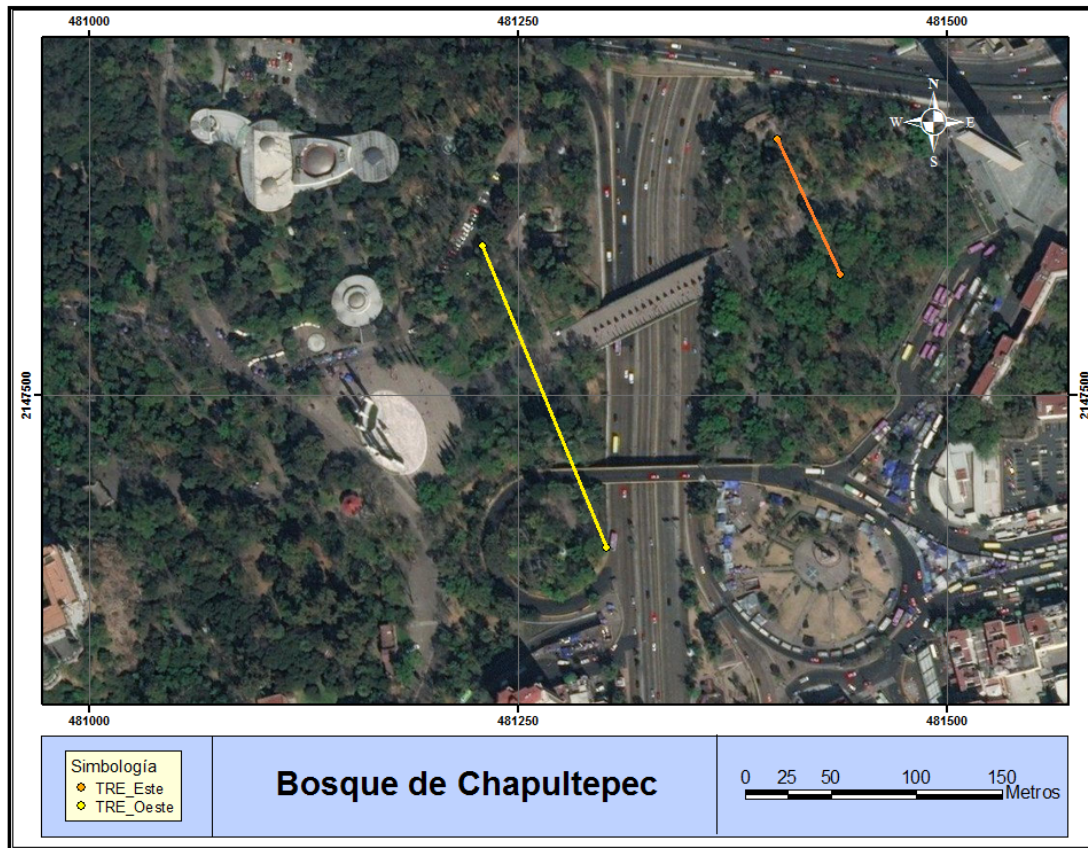 481000 481250 481500
N
W E
S
2147500 2147500
481000 481250 481500
Simbología
TRE_Este
TRE_Oeste
Bosque de Chapultepec
0 25 50 100 150
Metros